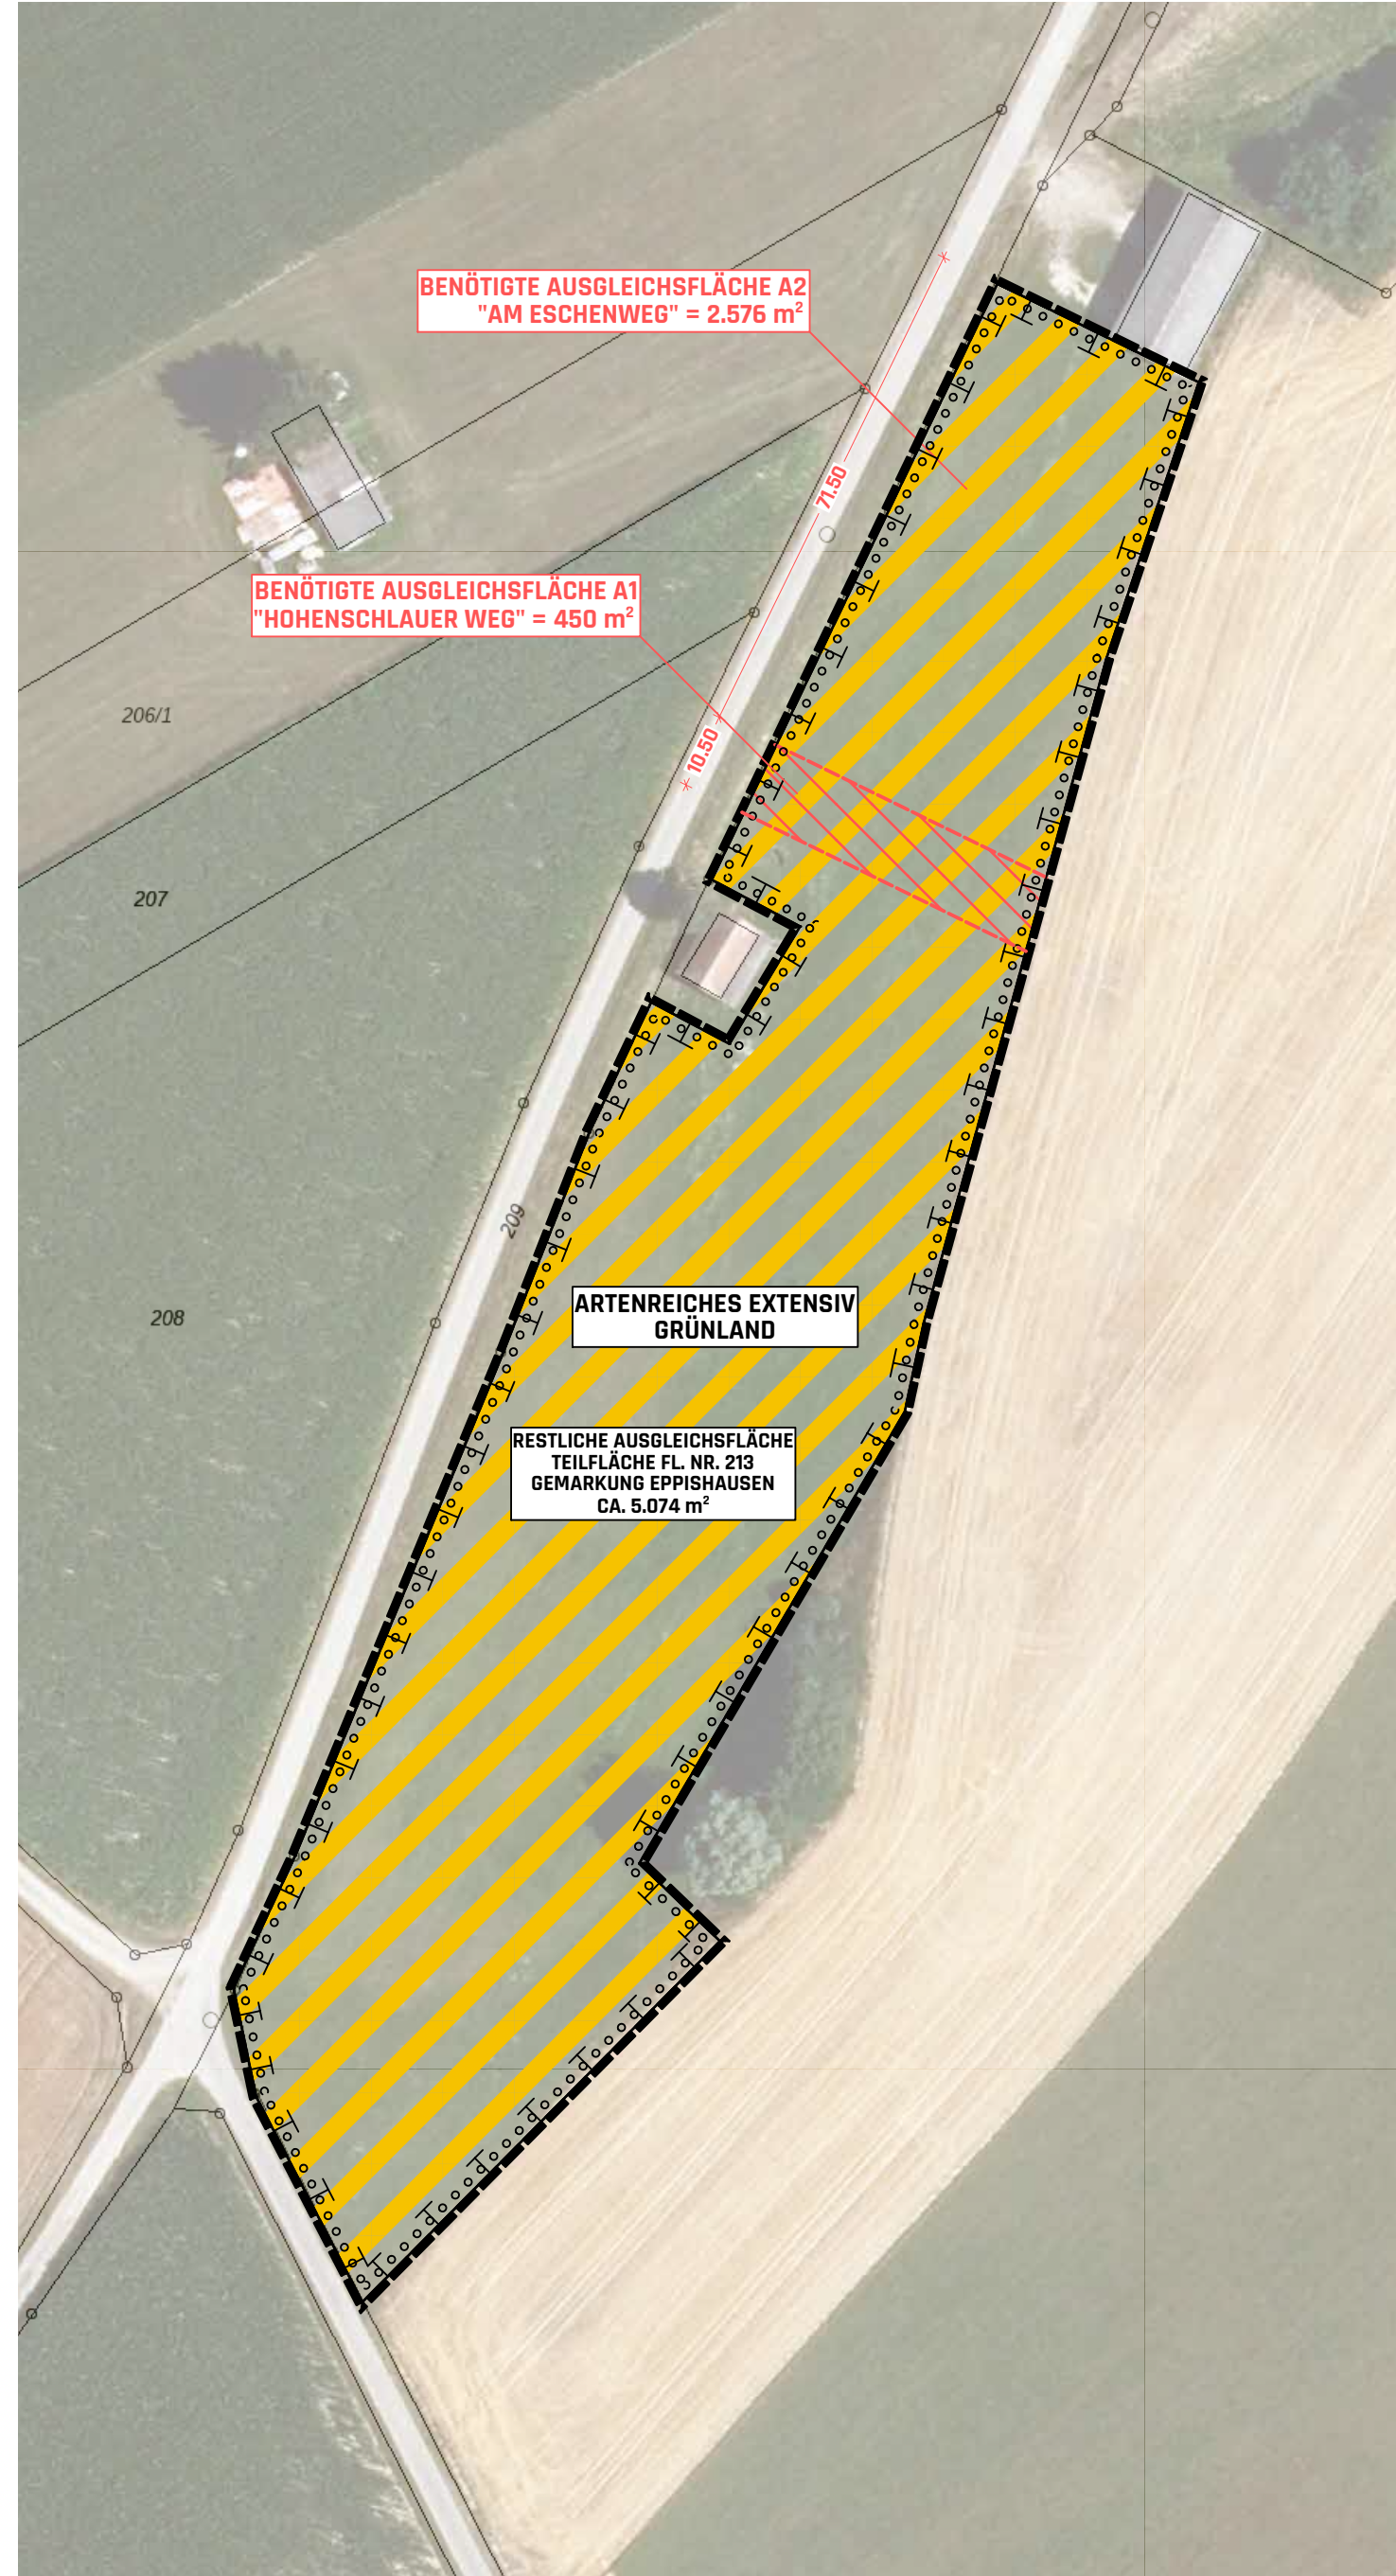 BENÖTIGTE AUSGLEICHSFLÄCHE A2
"AM ESCHENWEG" = 2.576 m²
71.50
BENÖTIGTE AUSGLEICHSFLÄCHE A1
"HOHENSCHLAUER WEG" = 450 m²
206/1
10.50
207
209
ARTENREICHES EXTENSIV
GRÜNLAND
208
RESTLICHE AUSGLEICHSFLÄCHE
TEILFLÄCHE FL. NR. 213
GEMARKUNG EPPISHAUSEN
CA. 5.074 m²